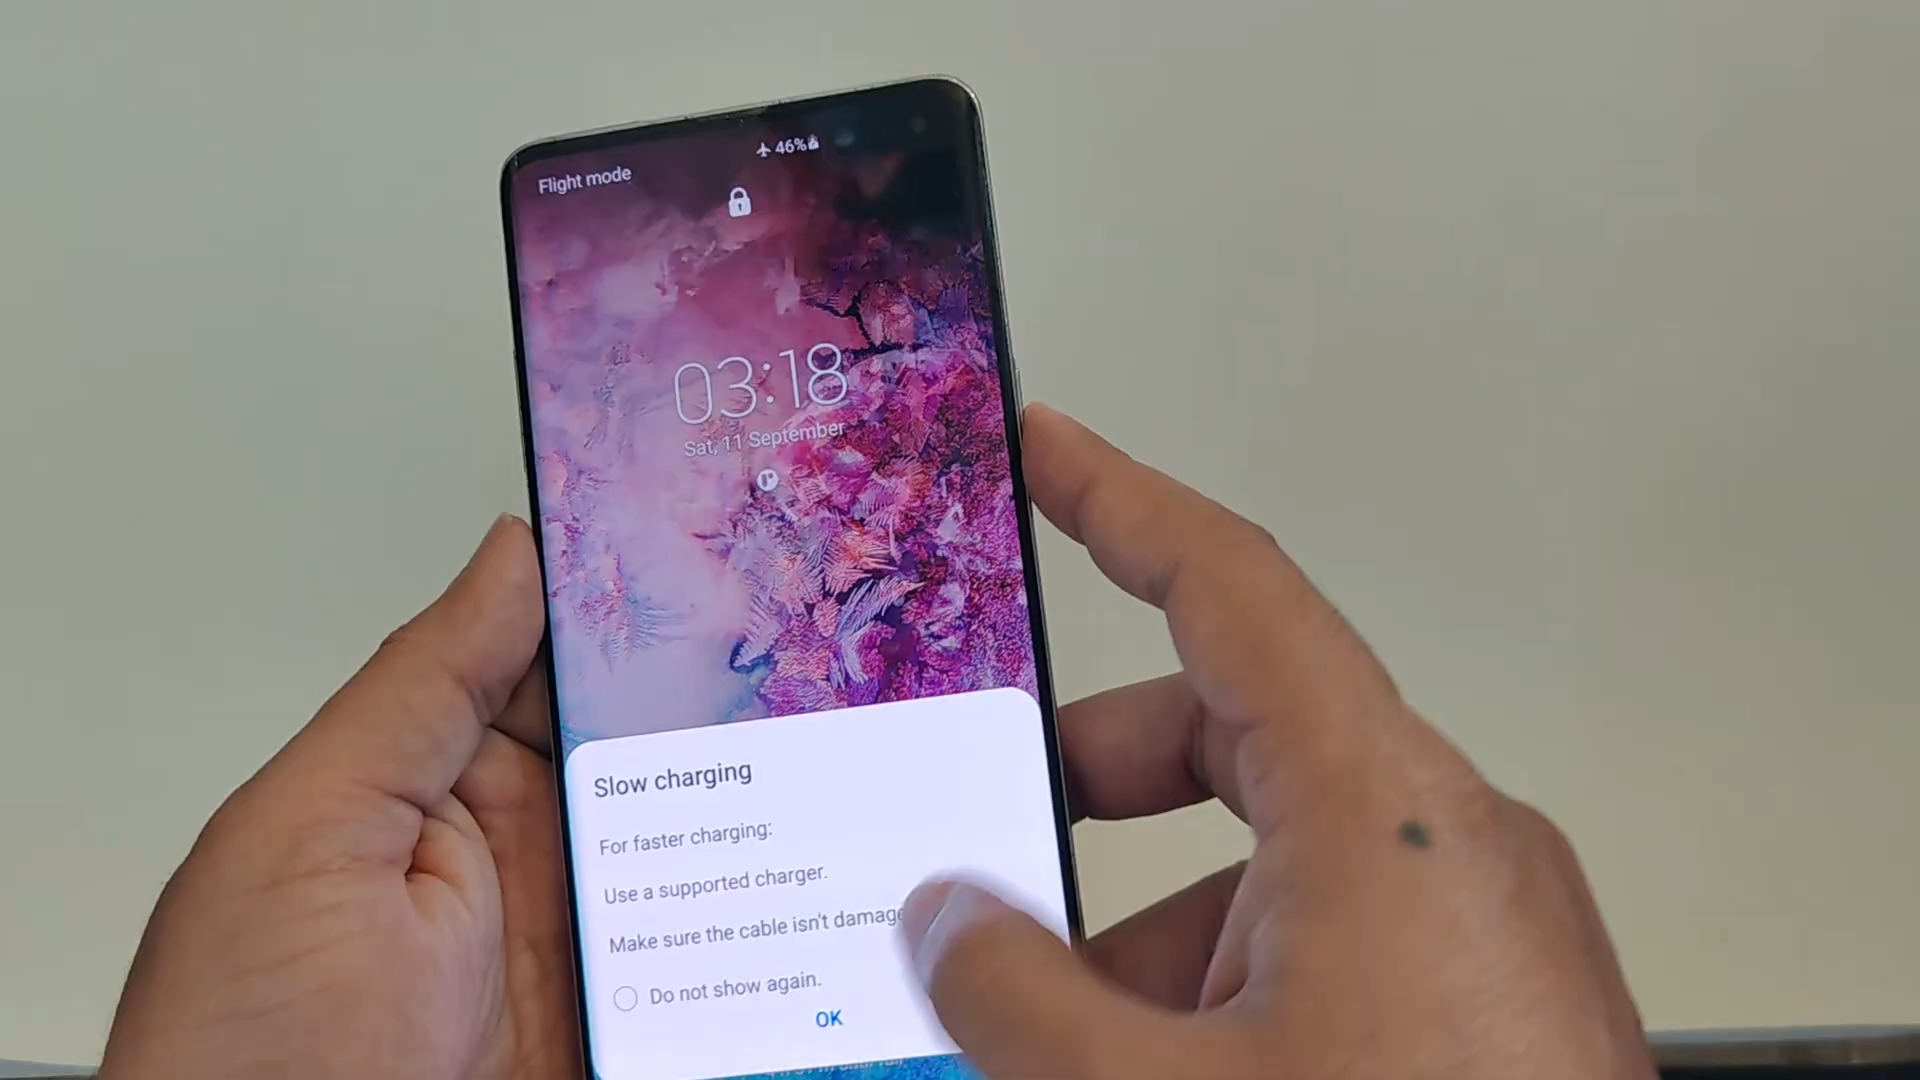 46%
Flight mode
03:18
Sat, 11 September
Slow charging
For faster charging:
Use a supported charger.
Make sure the cable isn't damage
Do not show again.
OK